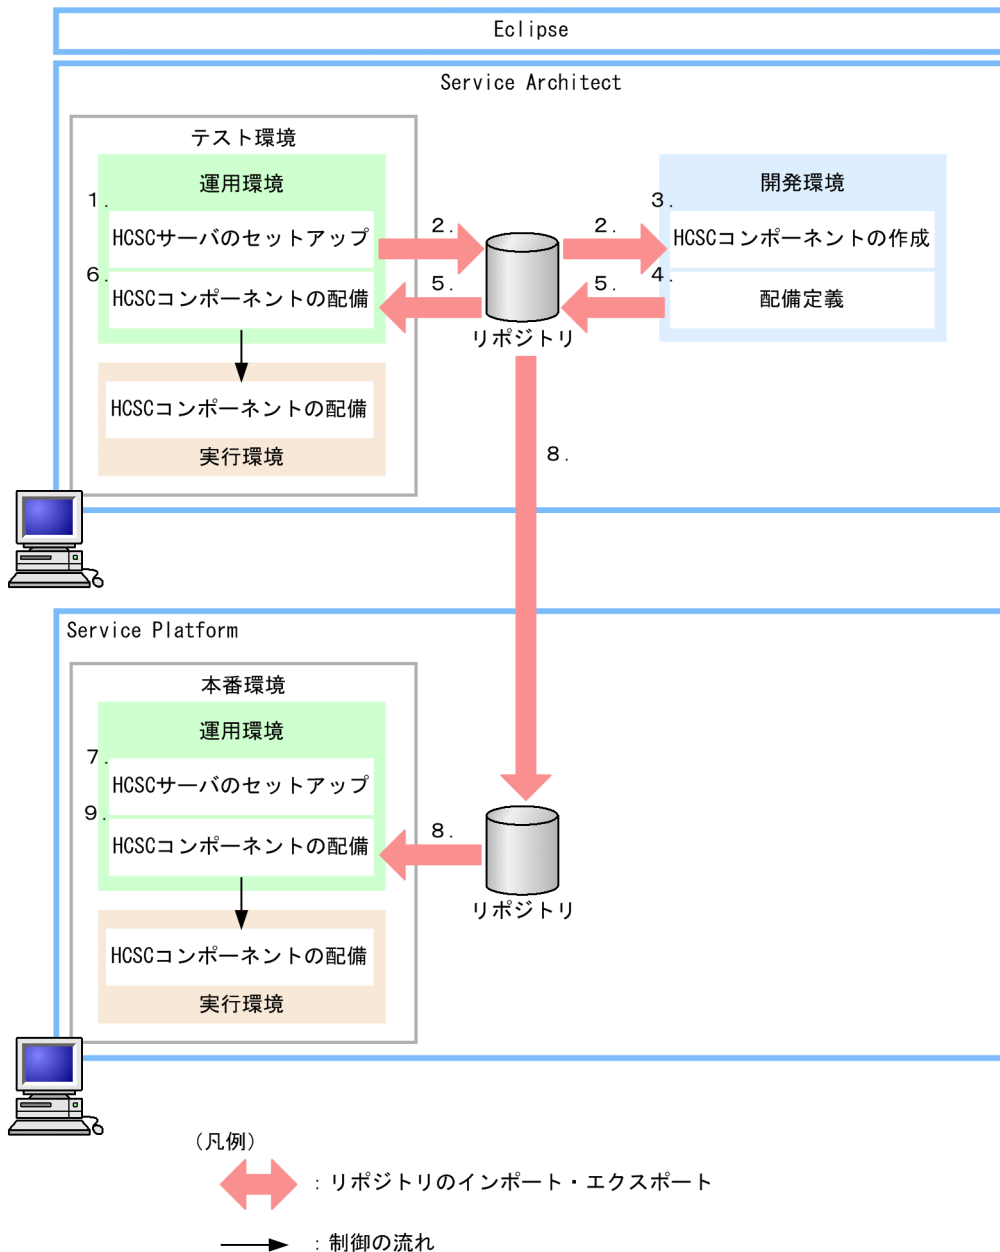 Eclipse
Service Architect
テスト環境
運用環境
1.
HCSCサーバのセットアップ
6.
HCSCコンポーネントの配備
HCSCコンポーネントの配備
実行環境
2.
5.
リポジトリ
2.
5.
開発環境
3.
HCSCコンポーネントの作成
4.
配備定義
8.
Service Platform
本番環境
運用環境
7.
HCSCサーバのセットアップ
9.
HCSCコンポーネントの配備
HCSCコンポーネントの配備
実行環境
8.
リポジトリ
(凡例)
：リポジトリのインポート・エクスポート
：制御の流れ